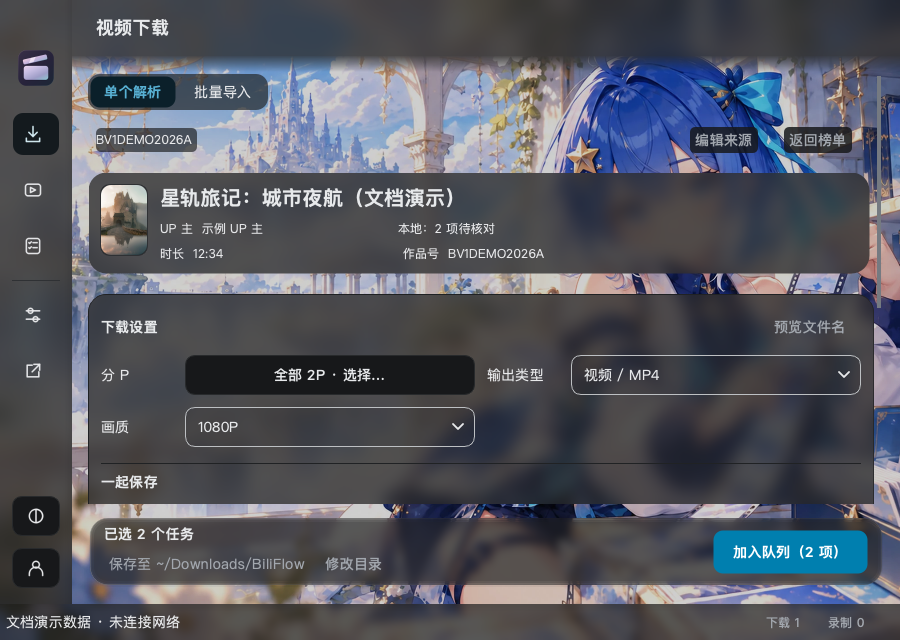 视频下载
单个解析 批量导入
BV1DEMO2026A 编辑来源 返回榜单
星轨旅记：城市夜航（文档演示）
UP 主 示例 UP 主 本地：2 项待核对
时长 12:34 作品号 BV1DEMO2026A
下载设置 预览文件名
分 P 全部 2P · 选择... 输出类型 视频 / MP4
画质 1080P
一起保存
已选 2 个任务
保存至 ~/Downloads/BiliFlow 修改目录
加入队列（2 项）
文档演示数据 · 未连接网络 下载 1 录制 0